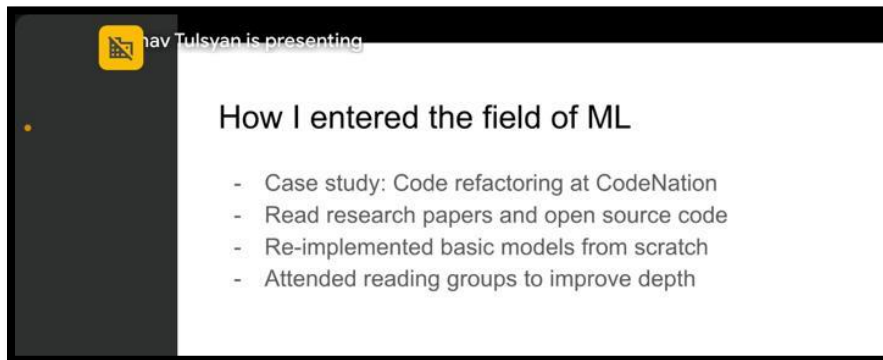 nav Tulsyan is presenting
How I entered the field of ML
- Case study: Code refactoring at CodeNation
- Read research papers and open source code
- Re-implemented basic models from scratch
- Attended reading groups to improve depth